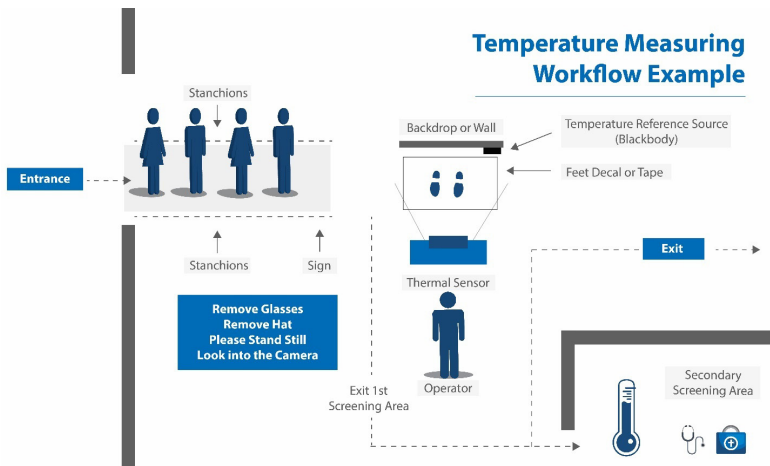 Temperature Measuring
Workflow Example
Stanchions
Backdrop or Wall
Temperature Reference Source
(Blackbody)
Feet Decal or Tape
Entrance
Exit
Stanchions
Sign
Thermal Sensor
Remove Glasses
Remove Hat
Please Stand Still
Look into the Camera
Operator
Exit 1st
Screening Area
Secondary
Screening Area